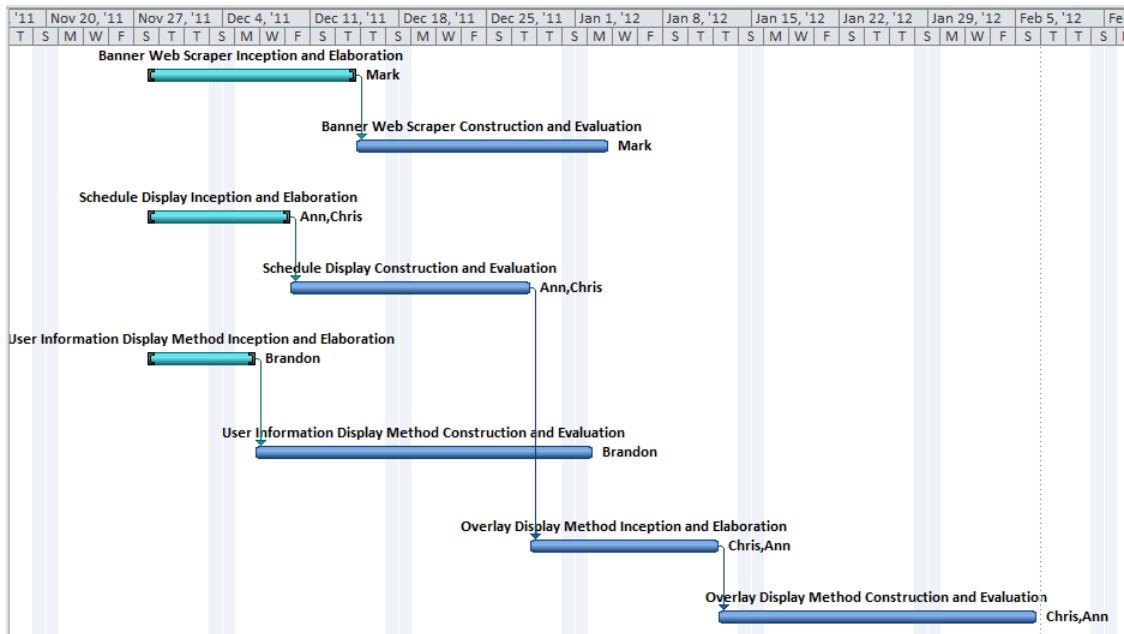 '11 Nov 20, '11 Nov 27, '11 Dec 4, '11 Dec 11, '11 Dec 18, '11 Dec 25, '11 Jan 1, '12 Jan 8, '12 Jan 15, '12 Jan 22, '12 Jan 29, '12 Feb 5, '12 Fe
T S M W F S T T S M W F S T T S M W F S T T S M W F S T T S M W F S T T S M W F S T T S
Banner Web Scraper Inception and Elaboration
Mark
Banner Web Scraper Construction and Evaluation
Mark
Schedule Display Inception and Elaboration
Ann,Chris
Schedule Display Construction and Evaluation
Ann,Chris
User Information Display Method Inception and Elaboration
Brandon
User Information Display Method Construction and Evaluation
Brandon
Overlay Display Method Inception and Elaboration
Chris,Ann
Overlay Display Method Construction and Evaluation
Chris,Ann